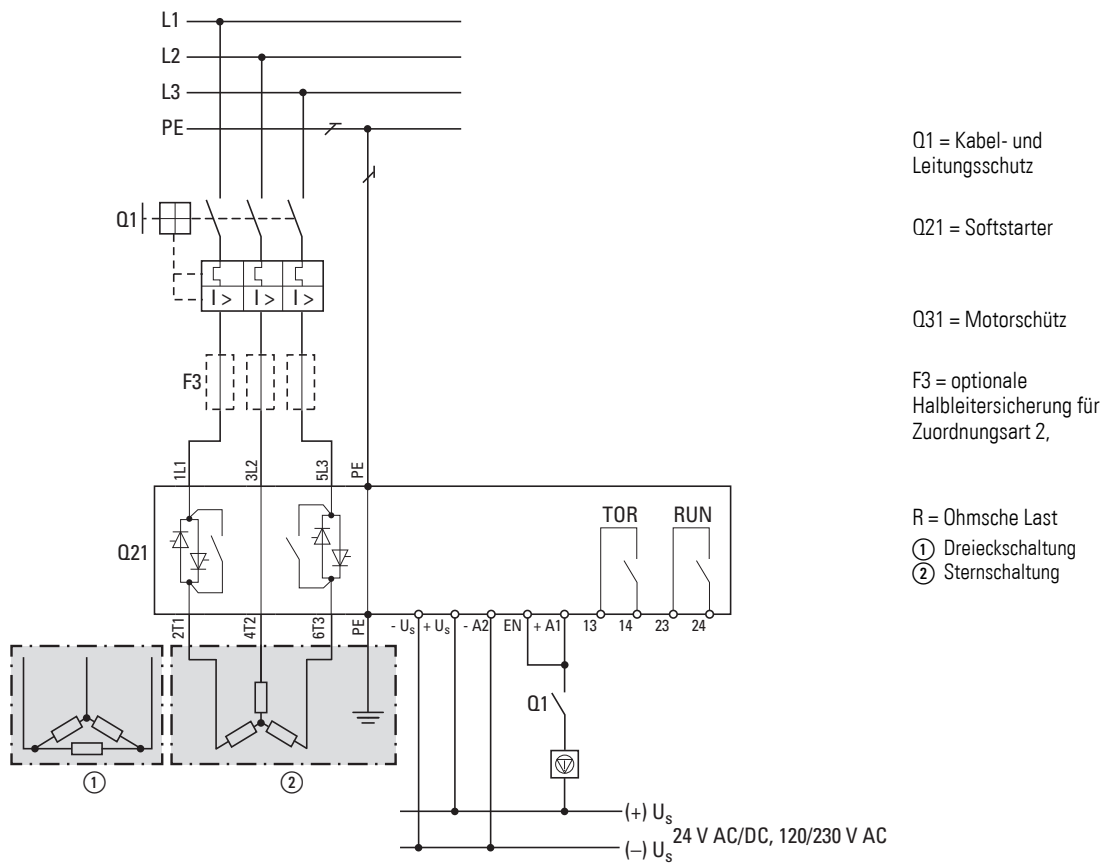 L1
L2
L3
PE
Q1
I > I > I >
F3
1L1 3L2 5L3 PE
Q21
TOR RUN
2T1 4T2 6T3 PE - Us + Us - A2 EN + A1 13 14 23 24
Q1
1 2
(+) Us
(–) Us 24 V AC/DC, 120/230 V AC
Q1 = Kabel- und
Leitungsschutz
Q21 = Softstarter
Q31 = Motorschütz
F3 = optionale
Halbleitersicherung für
Zuordnungsart 2,
R = Ohmsche Last
① Dreieckschaltung
② Sternschaltung